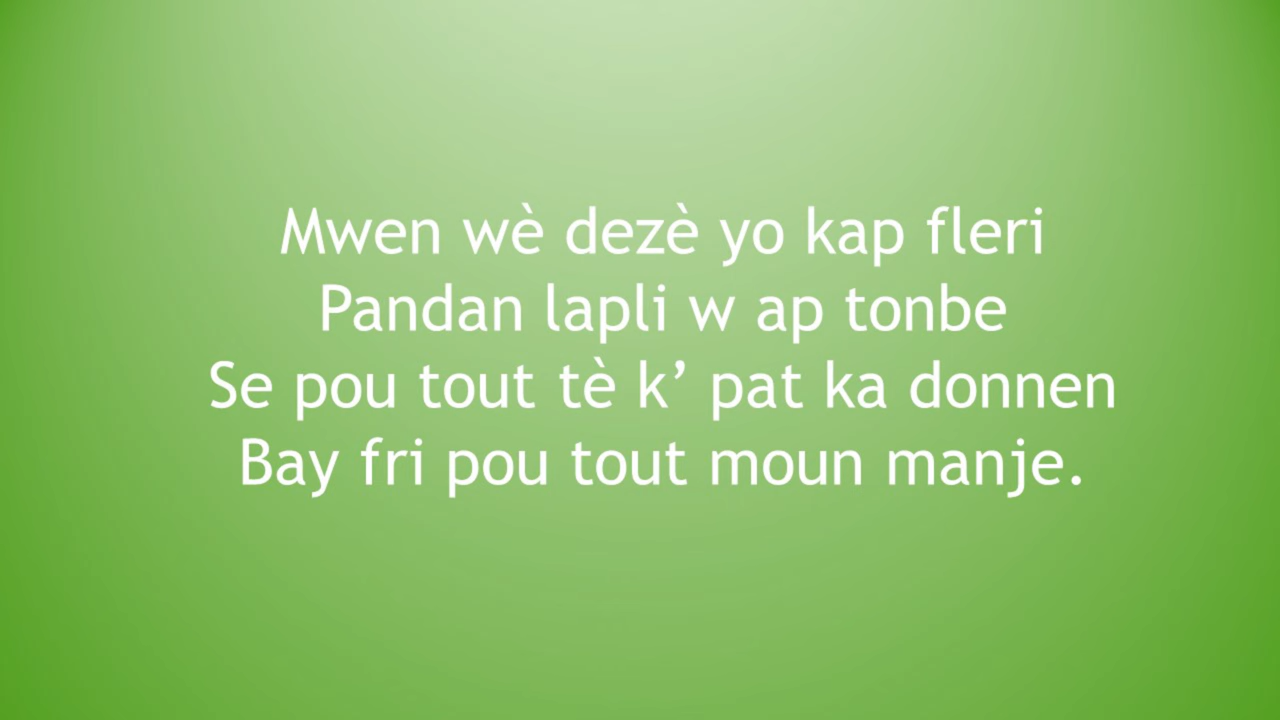 Mwen wè dezè yo kap fleri
Pandan lapli w ap tonbe
Se pou tout tè k’ pat ka donnen
Bay fri pou tout moun manje.